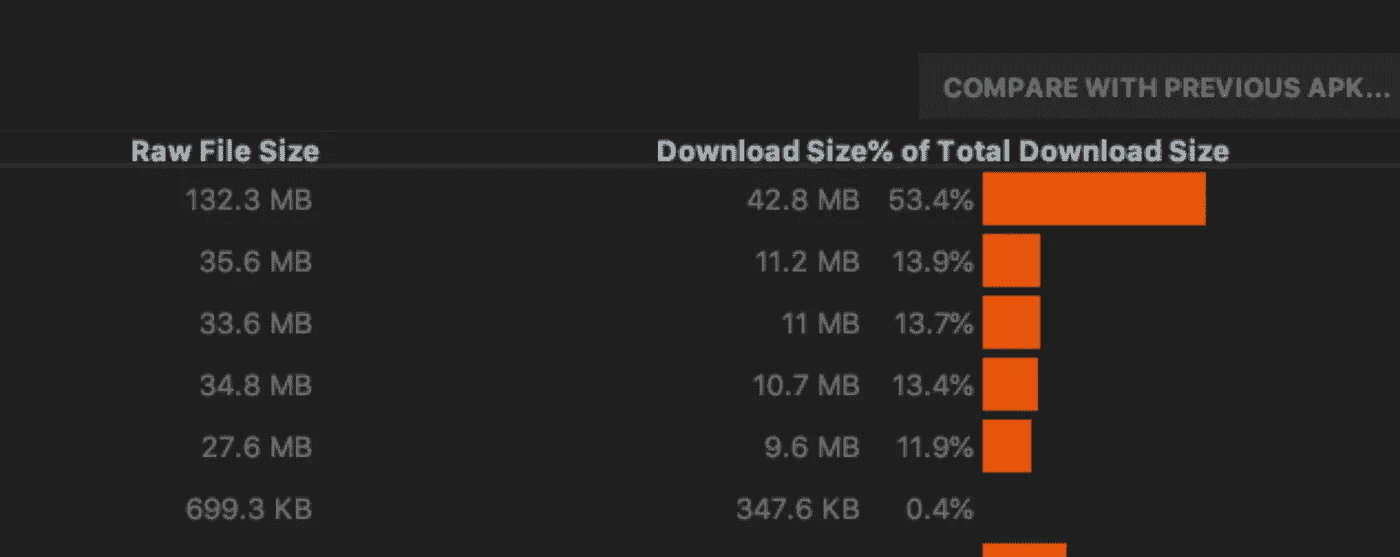 COMPARE WITH PREVIOUS APK...
Raw File Size Download Size% of Total Download Size
132.3 MB 42.8 MB 53.4%
35.6 MB 11.2 MB 13.9%
33.6 MB 11 MB 13.7%
34.8 MB 10.7 MB 13.4%
27.6 MB 9.6 MB 11.9%
699.3 KB 347.6 KB 0.4%